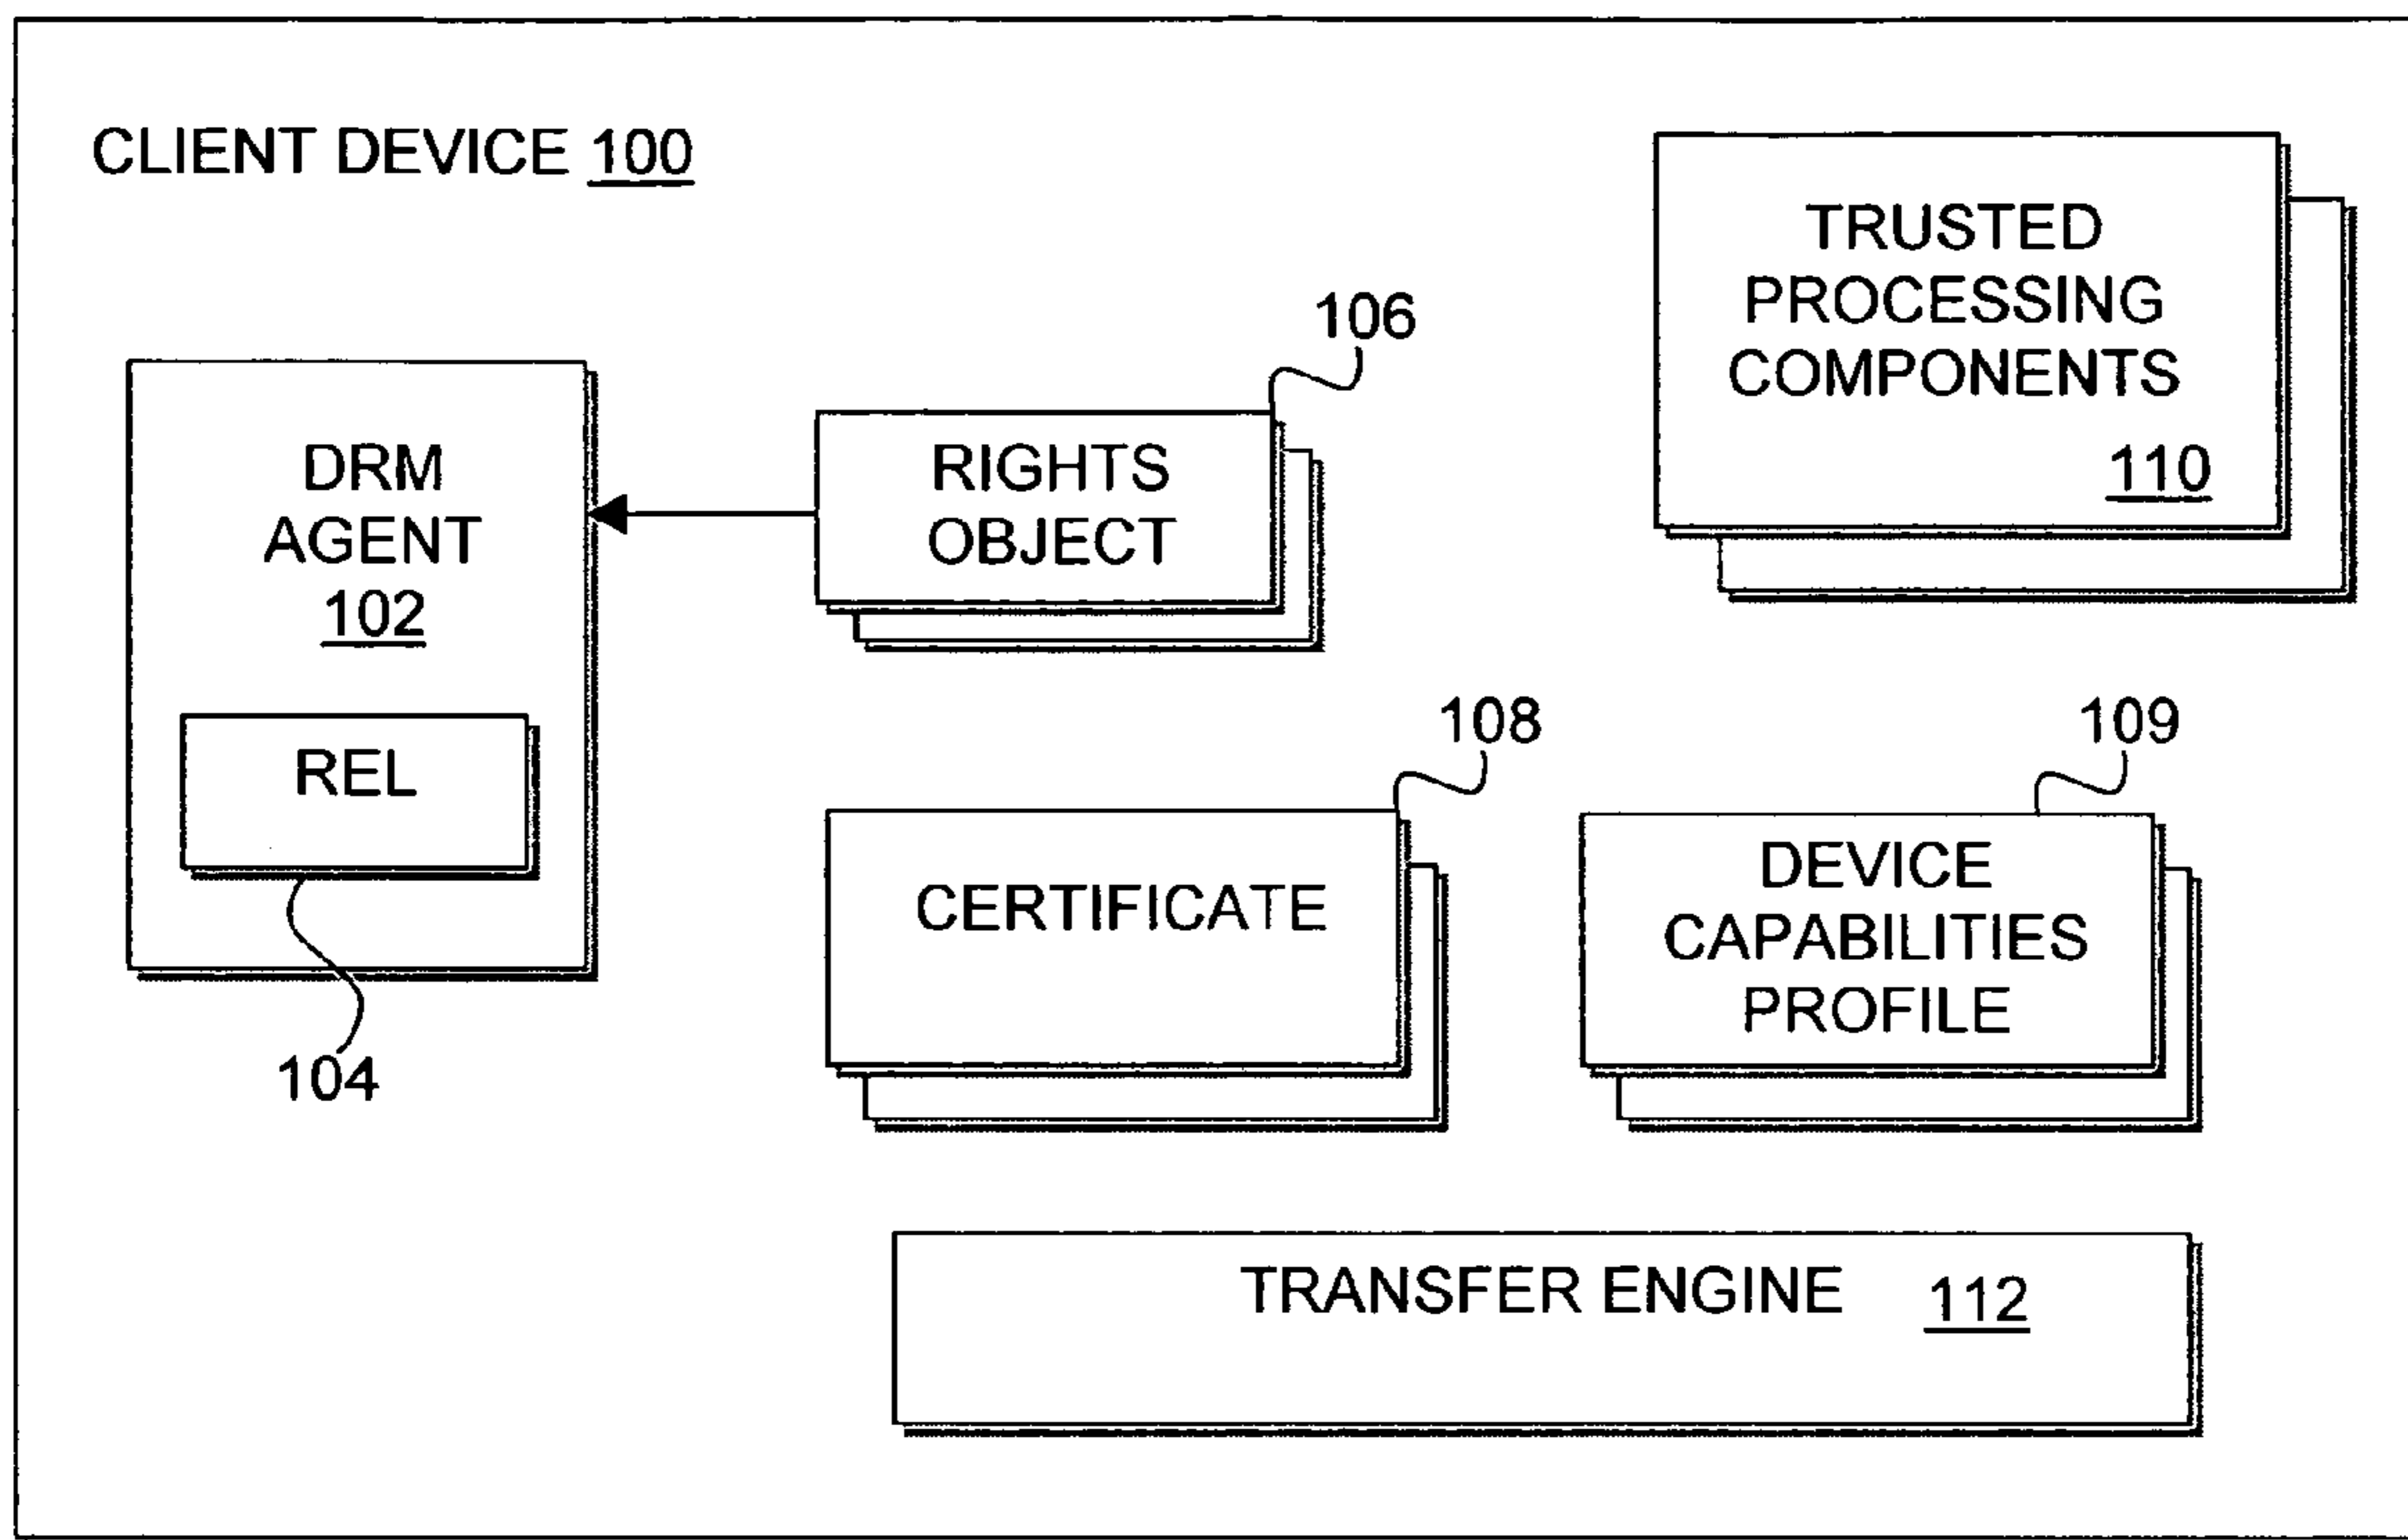 CLIENT DEVICE 100
TRUSTED
PROCESSING
COMPONENTS
110
106
DRM
AGENT
102
RIGHTS
OBJECT
REL
104
108
CERTIFICATE
109
DEVICE
CAPABILITIES
PROFILE
TRANSFER ENGINE 112